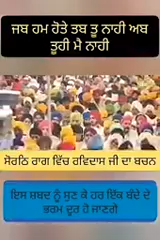 ਜਬ ਹਮ ਹੋਤੇ ਤਬ ਤੂ ਨਾਹੀ ਅਬ
ਤੂਹੀ ਮੈ ਨਾਹੀ
ਸੋਰਠਿ ਰਾਗ ਵਿੱਚ ਰਵਿਦਾਸ ਜੀ ਦਾ ਬਚਨ
ਇਸ ਸ਼ਬਦ ਨੂੰ ਸੁਣ ਕੇ ਹਰ ਇੱਕ ਬੰਦੇ ਦੇ
ਭਰਮ ਦੂਰ ਹੋ ਜਾਣਗੇ